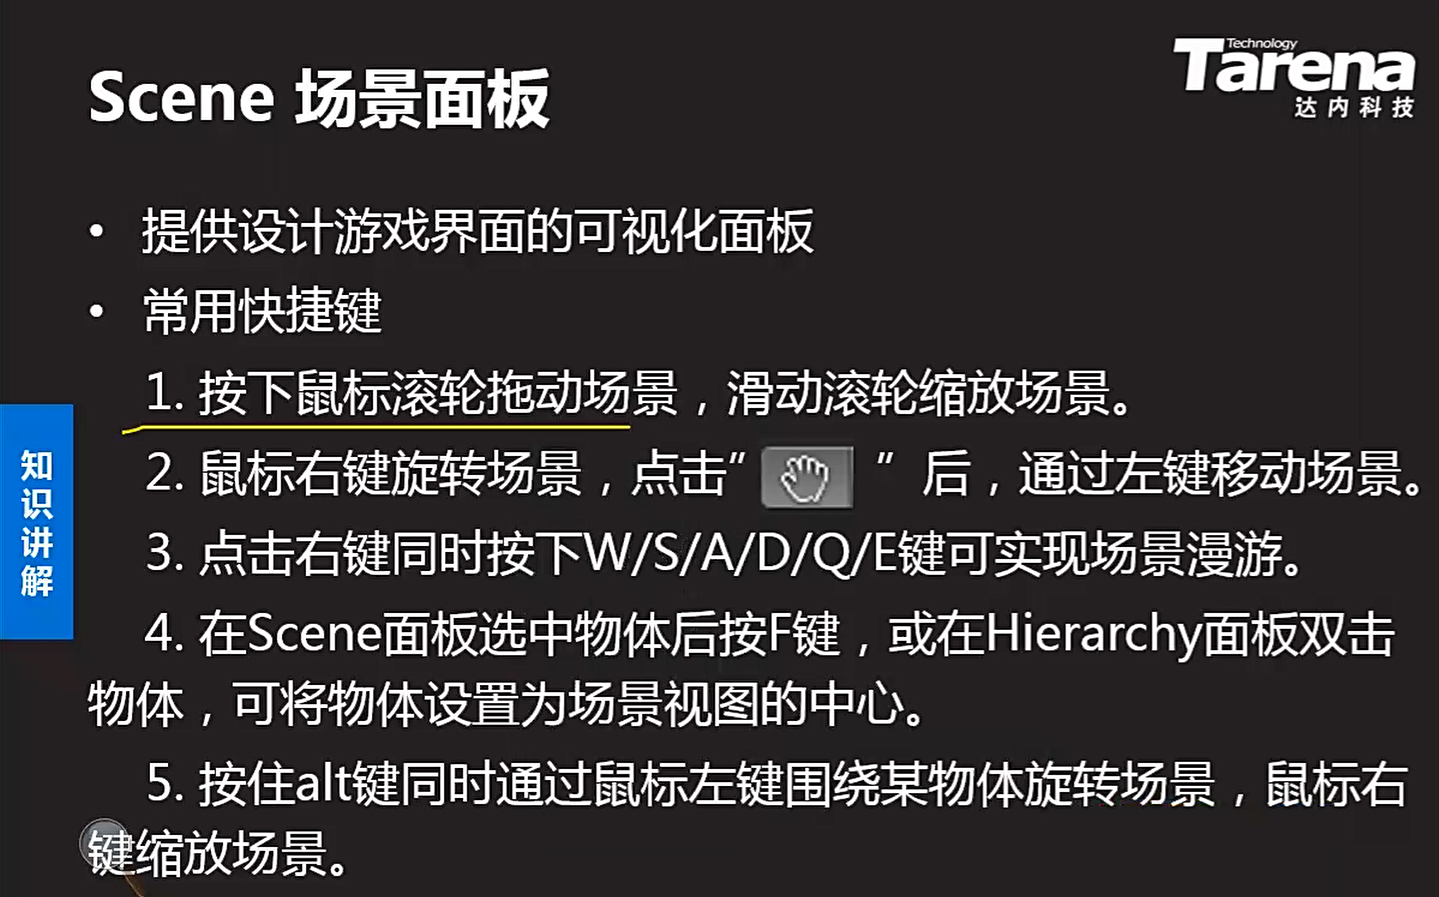 Technology
Tarena
达内科技
Scene 场景面板
• 提供设计游戏界面的可视化面板
• 常用快捷键
1. 按下鼠标滚轮拖动场景，滑动滚轮缩放场景。
2. 鼠标右键旋转场景，点击” ”后，通过左键移动场景。
3. 点击右键同时按下W/S/A/D/Q/E键可实现场景漫游。
4. 在Scene面板选中物体后按F键，或在Hierarchy面板双击
物体，可将物体设置为场景视图的中心。
5. 按住alt键同时通过鼠标左键围绕某物体旋转场景，鼠标右
键缩放场景。
知识讲解